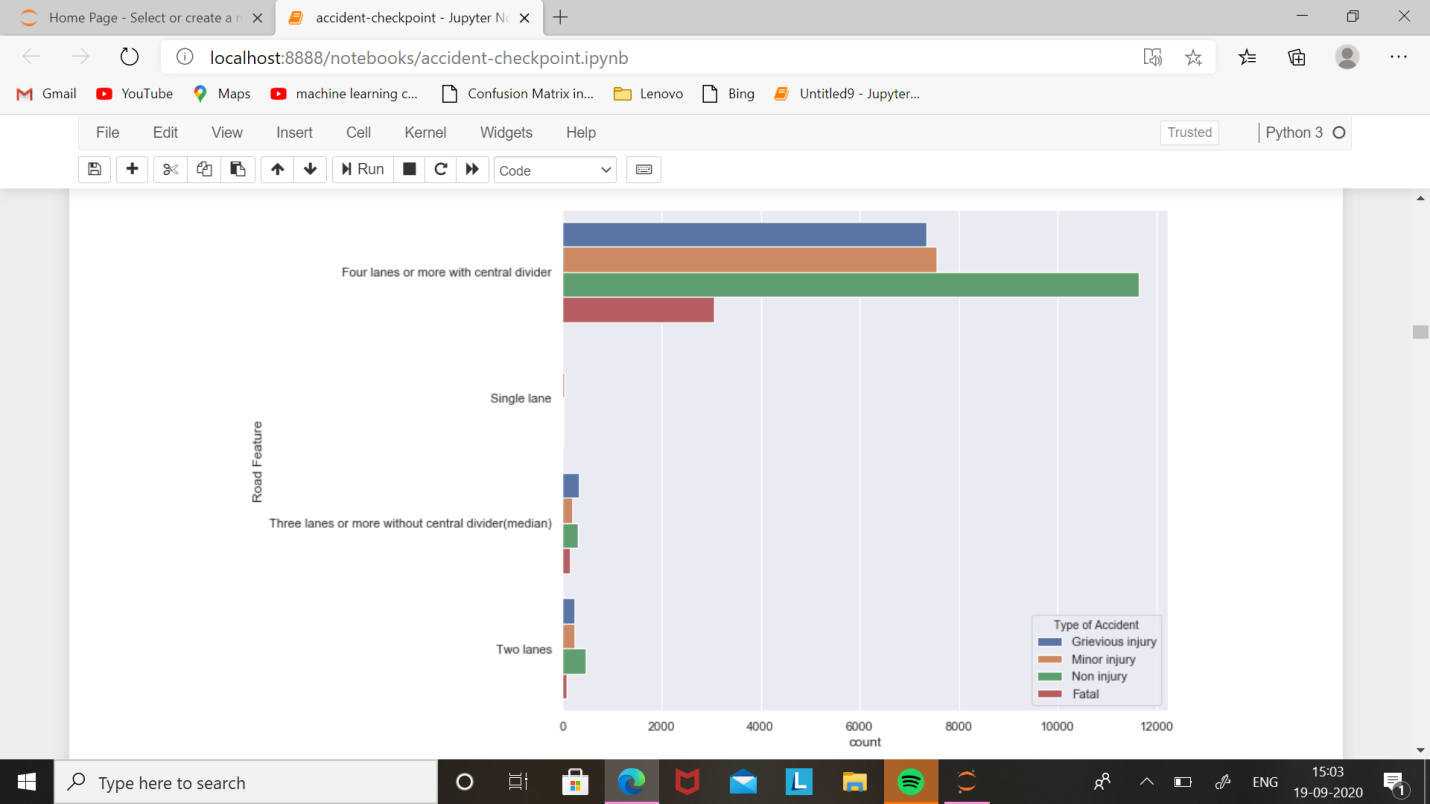 Home Page - Select or create a n
accident-checkpoint - Jupyter No
localhost:8888/notebooks/accident-checkpoint.ipynb
Gmail YouTube Maps machine learning c... Confusion Matrix in... Lenovo Bing Untitled9 - Jupyter...
File Edit View Insert Cell Kernel Widgets Help Trusted Python 3
Run Code
Four lanes or more with central divider
Single lane
Road Feature
Three lanes or more without central divider(median)
Two lanes
Type of Accident
Grievious injury
Minor injury
Non injury
Fatal
0 2000 4000 6000 8000 10000 12000
count
Type here to search
L
ENG
15:03
19-09-2020
1